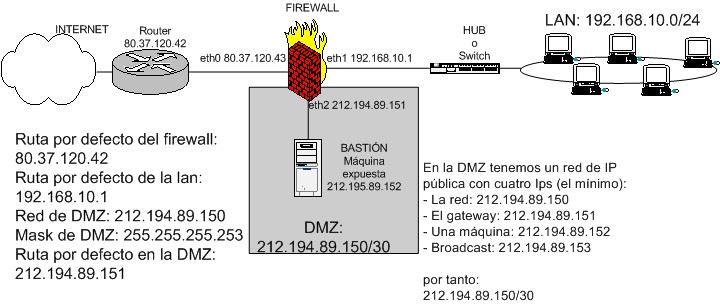 INTERNET
Router
80.37.120.42
FIREWALL
eth0 80.37.120.43
eth1 192.168.10.1
HUB
o
Switch
LAN: 192.168.10.0/24
eth2 212.194.89.151
BASTIÓN
Máquina
expuesta
212.195.89.152
DMZ:
212.194.89.150/30
Ruta por defecto del firewall:
80.37.120.42
Ruta por defecto de la lan:
192.168.10.1
Red de DMZ: 212.194.89.150
Mask de DMZ: 255.255.255.253
Ruta por defecto en la DMZ:
212.194.89.151
En la DMZ tenemos un red de IP
pública con cuatro Ips (el mínimo):
- La red: 212.194.89.150
- El gateway: 212.194.89.151
- Una máquina: 212.194.89.152
- Broadcast: 212.194.89.153
por tanto:
212.194.89.150/30